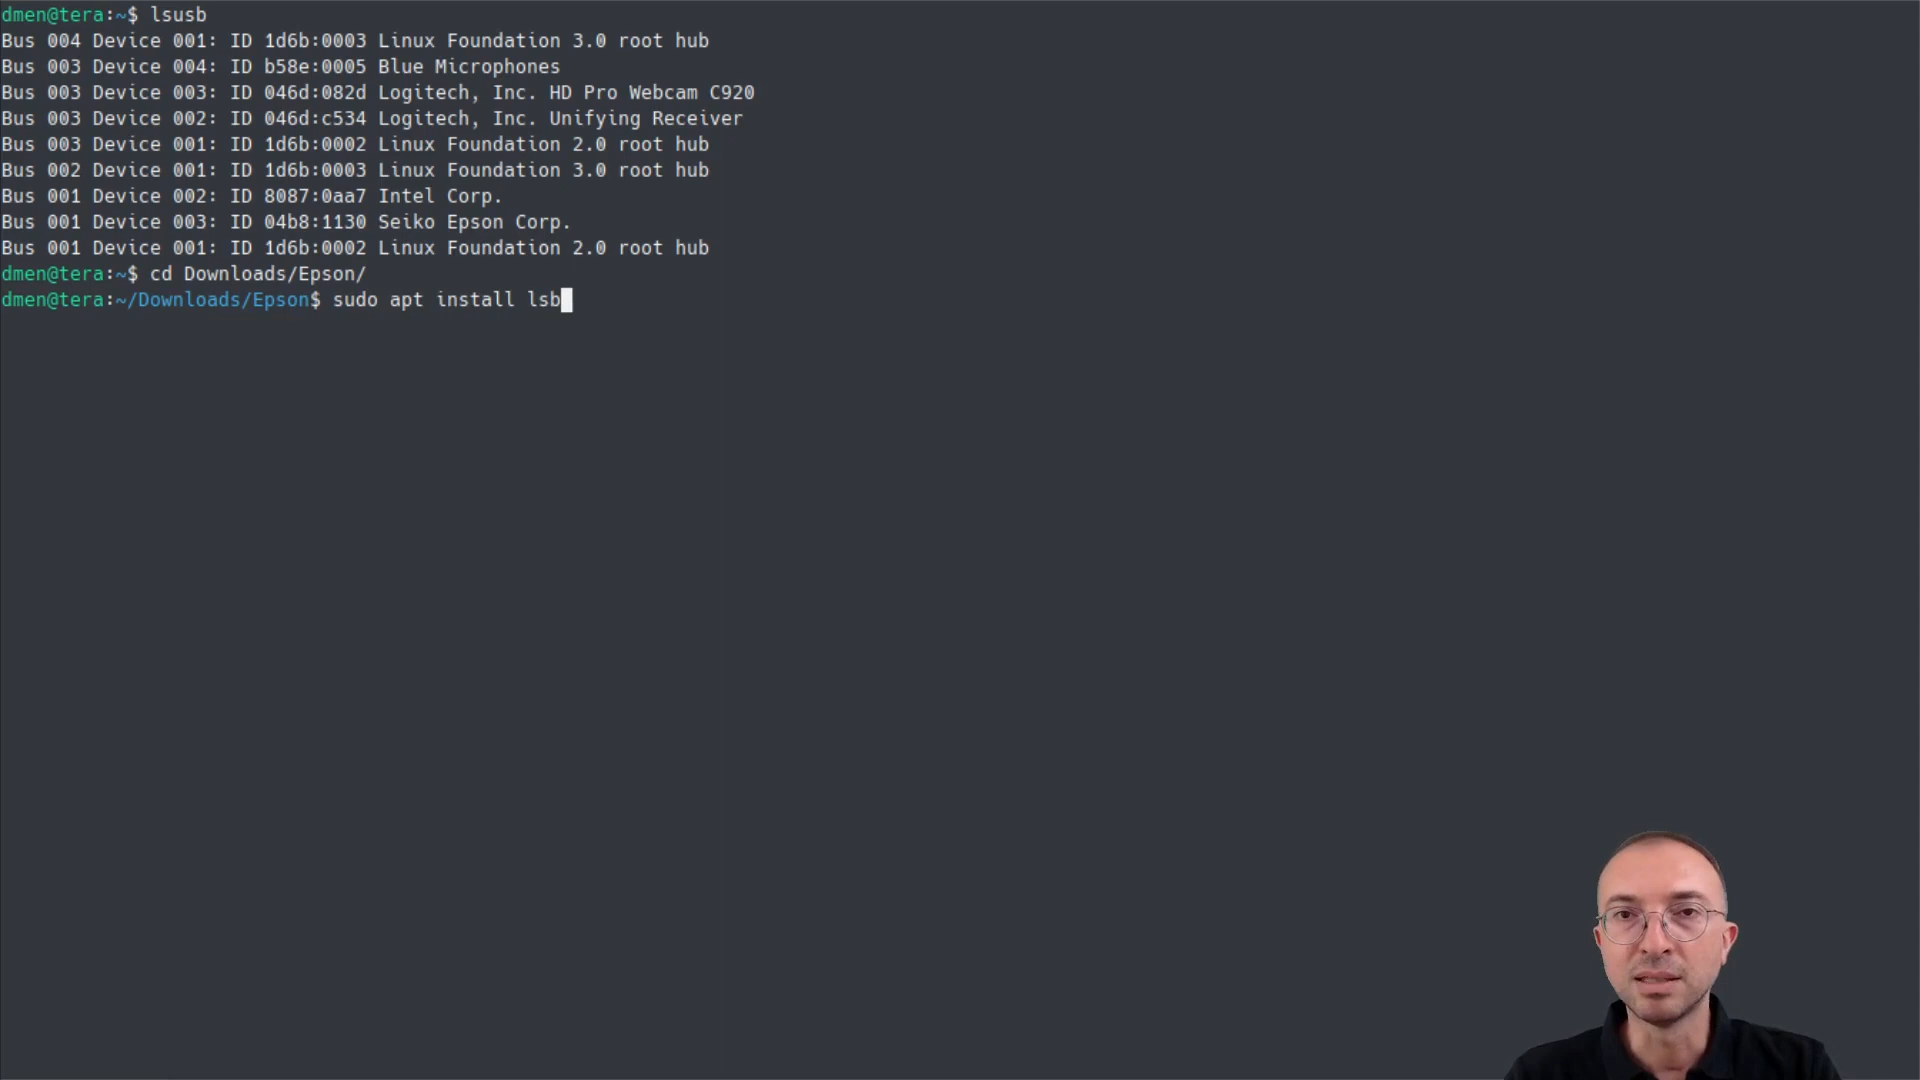 dmen@tera:~$ lsusb
Bus 004 Device 001: ID 1d6b:0003 Linux Foundation 3.0 root hub
Bus 003 Device 004: ID b58e:0005 Blue Microphones
Bus 003 Device 003: ID 046d:082d Logitech, Inc. HD Pro Webcam C920
Bus 003 Device 002: ID 046d:c534 Logitech, Inc. Unifying Receiver
Bus 003 Device 001: ID 1d6b:0002 Linux Foundation 2.0 root hub
Bus 002 Device 001: ID 1d6b:0003 Linux Foundation 3.0 root hub
Bus 001 Device 002: ID 8087:0aa7 Intel Corp.
Bus 001 Device 003: ID 04b8:1130 Seiko Epson Corp.
Bus 001 Device 001: ID 1d6b:0002 Linux Foundation 2.0 root hub
dmen@tera:~$ cd Downloads/Epson/
dmen@tera:~/Downloads/Epson$ sudo apt install lsb